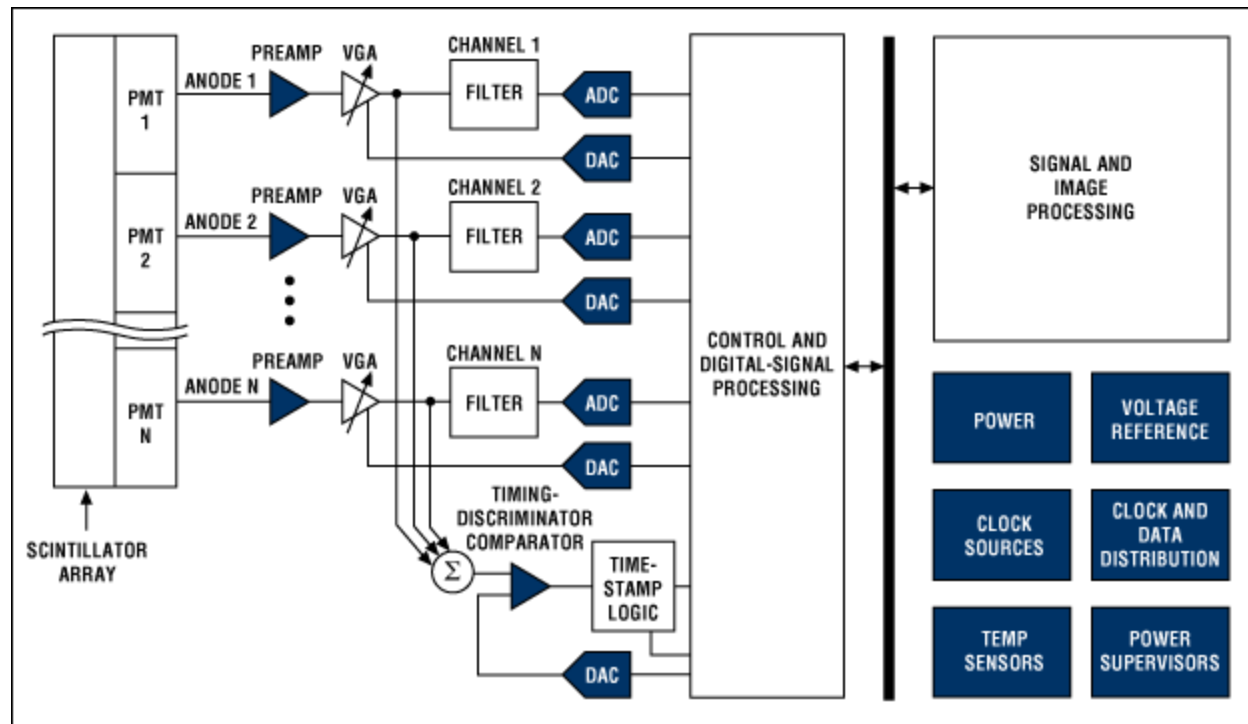 PREAMP
VGA
CHANNEL 1
ANODE 1
PMT
1
FILTER
ADC
DAC
PREAMP
VGA
CHANNEL 2
ANODE 2
PMT
2
FILTER
ADC
DAC
PREAMP
VGA
CHANNEL N
ANODE N
PMT
N
FILTER
ADC
DAC
SCINTILLATOR
ARRAY
TIMING-
DISCRIMINATOR
COMPARATOR
Σ
TIME-
STAMP
LOGIC
DAC
CONTROL AND
DIGITAL-SIGNAL
PROCESSING
SIGNAL AND
IMAGE
PROCESSING
POWER
VOLTAGE
REFERENCE
CLOCK
SOURCES
CLOCK AND
DATA
DISTRIBUTION
TEMP
SENSORS
POWER
SUPERVISORS